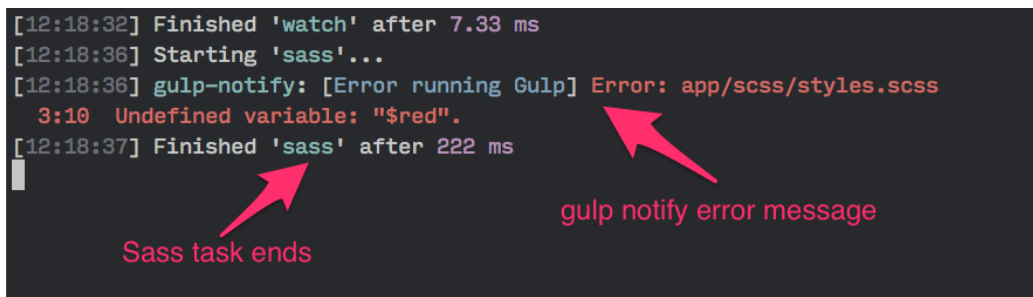 [12:18:32] Finished 'watch' after 7.33 ms
[12:18:36] Starting 'sass'...
[12:18:36] gulp-notify: [Error running Gulp] Error: app/scss/styles.scss
  3:10  Undefined variable: "$red".
[12:18:37] Finished 'sass' after 222 ms
gulp notify error message
Sass task ends